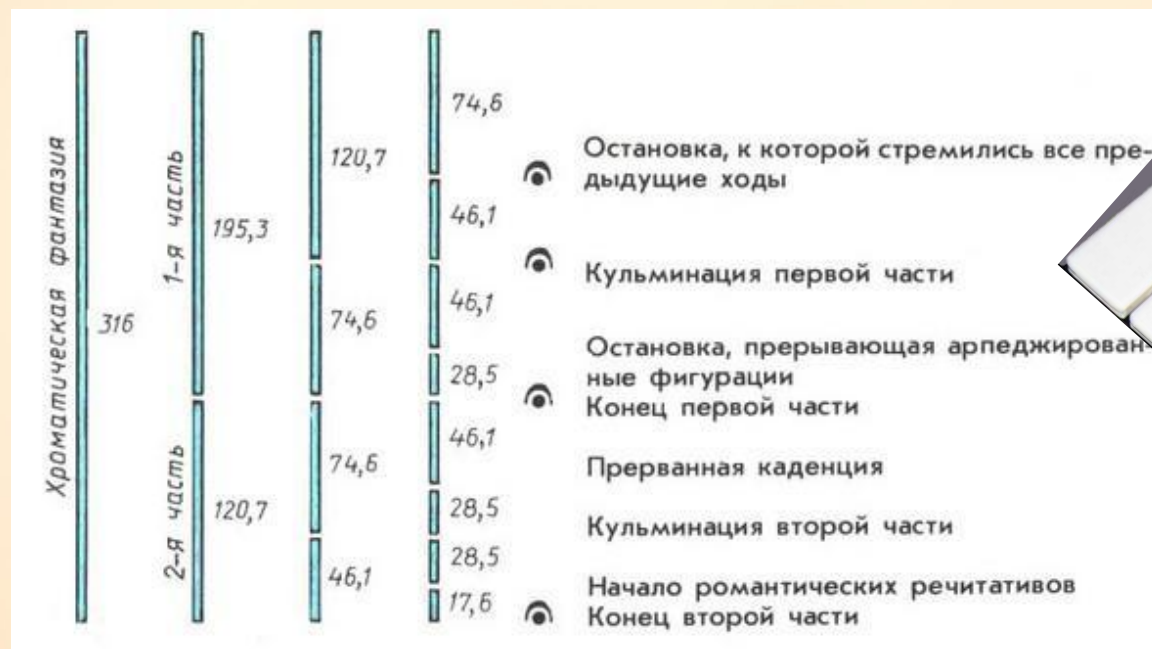 Хроматическая фантазия
316
1-я часть
195,3
2-я часть
120,7
120,7
74,6
74,6
46,1
74,6
46,1
46,1
28,5
46,1
28,5
28,5
17,6
Остановка, к которой стремились все пре-
дыдущие ходы
Кульминация первой части
Остановка, прерывающая арпеджирован-
ные фигурации
Конец первой части
Прерванная каденция
Кульминация второй части
Начало романтических речитативов
Конец второй части